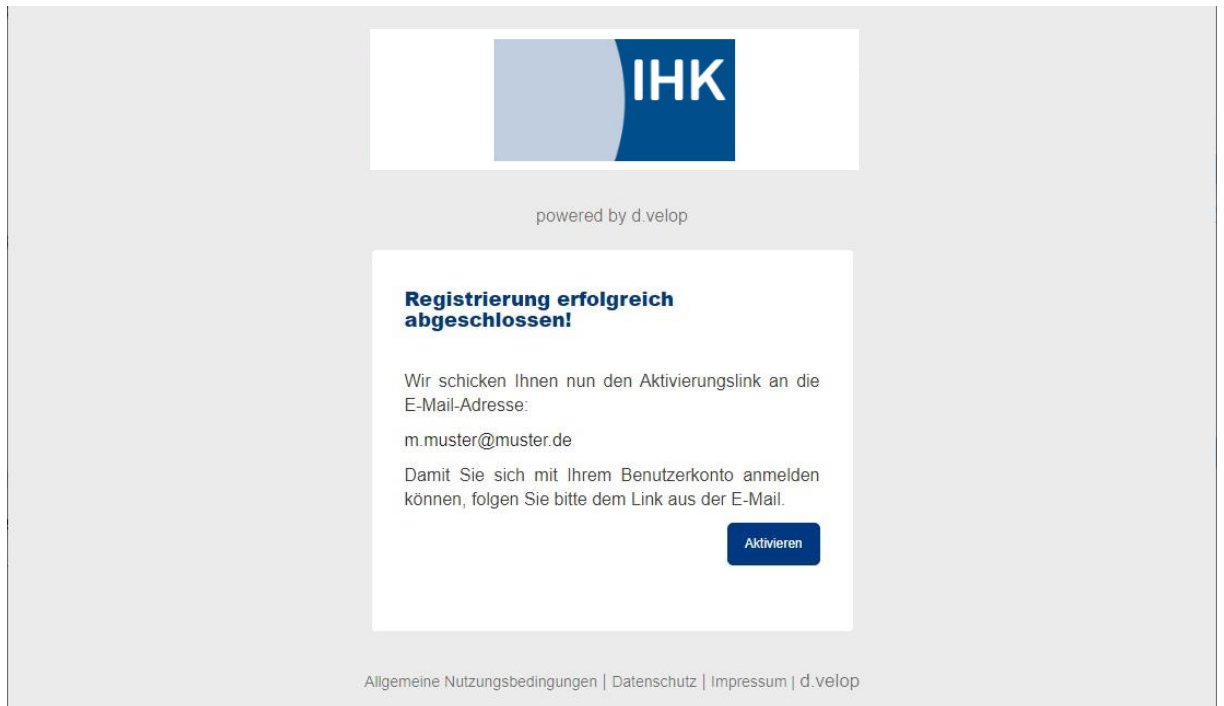 IHK
powered by d.velop
Registrierung erfolgreich
abgeschlossen!
Wir schicken Ihnen nun den Aktivierungslink an die
E-Mail-Adresse:
m.muster@muster.de
Damit Sie sich mit Ihrem Benutzerkonto anmelden
können, folgen Sie bitte dem Link aus der E-Mail.
Aktivieren
Allgemeine Nutzungsbedingungen | Datenschutz | Impressum | d.velop